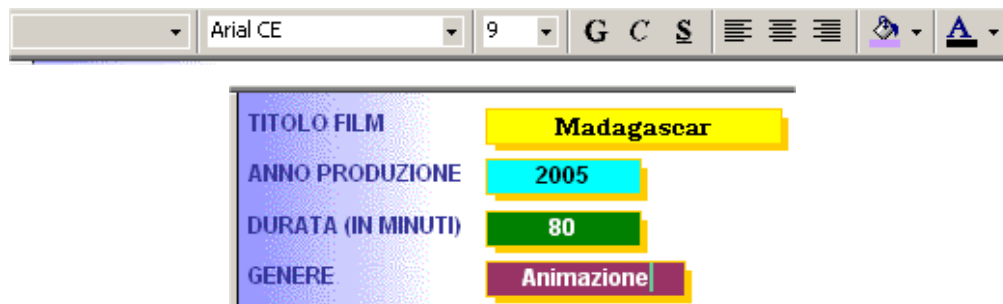 Arial CE 9 G C S A
TITOLO FILM Madagascar
ANNO PRODUZIONE 2005
DURATA (IN MINUTI) 80
GENERE Animazione